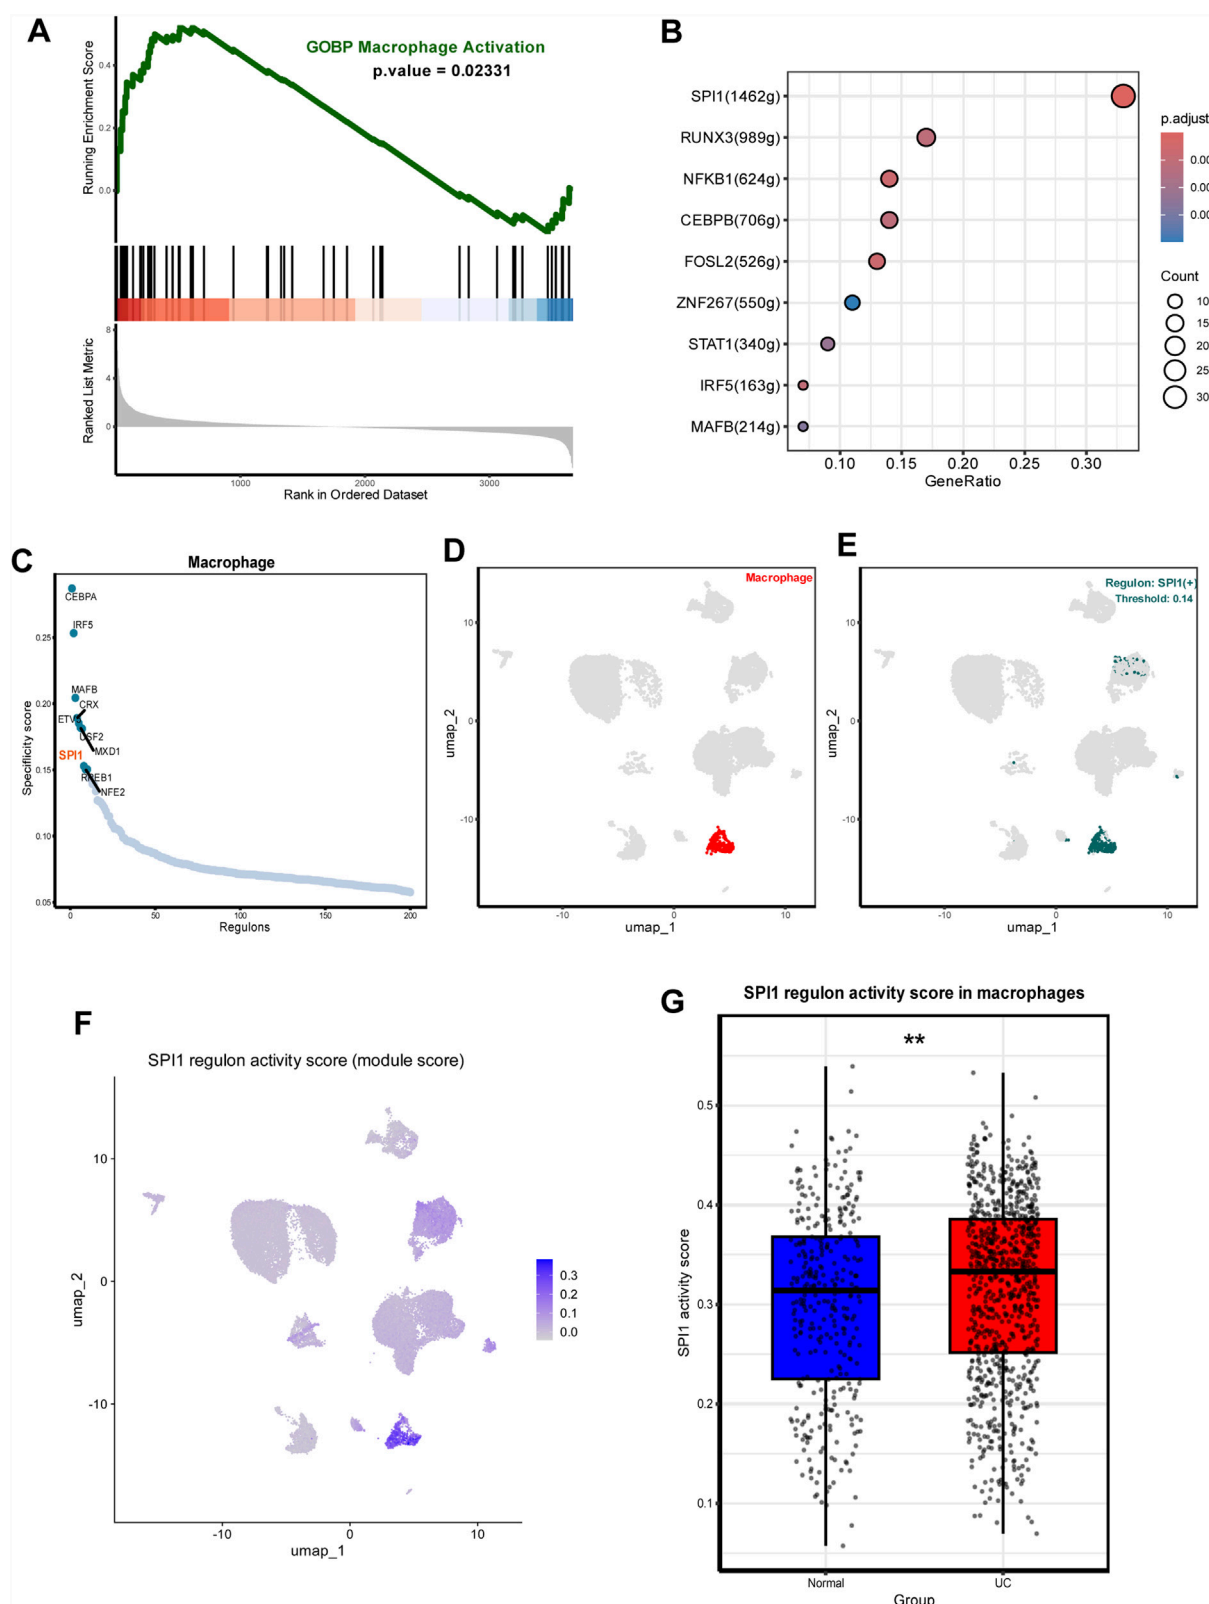 A
GOBP Macrophage Activation
p.value = 0.02331
Running Enrichment Score
0.4
0.2
0.0
Ranked List Metric
8
4
0
1000
2000
3000
Rank in Ordered Dataset
B
SPI1(1462g)
RUNX3(989g)
NFKB1(624g)
CEBPB(706g)
FOSL2(526g)
ZNF267(550g)
STAT1(340g)
IRF5(163g)
MAFB(214g)
0.10
0.15
0.20
0.25
0.30
GeneRatio
p.adjust
0.00
0.00
0.00
Count
10
15
20
25
30
C
Macrophage
CEBPA
IRF5
MAFB
CRX
ETV
USF2
MXD1
SPI1
RREB1
NFE2
Speciflicity score
0.25
0.20
0.15
0.10
0.05
0
50
100
150
200
Regulons
D
Macrophage
umap_2
10
0
-10
-10
0
10
umap_1
E
Regulon: SPI1(+)
Threshold: 0.14
umap_2
10
0
-10
-10
0
10
umap_1
F
SPI1 regulon activity score (module score)
umap_2
10
0
-10
-10
0
10
umap_1
0.3
0.2
0.1
0.0
G
SPI1 regulon activity score in macrophages
**
SPI1 activity score
0.5
0.4
0.3
0.2
0.1
Normal
UC
Group